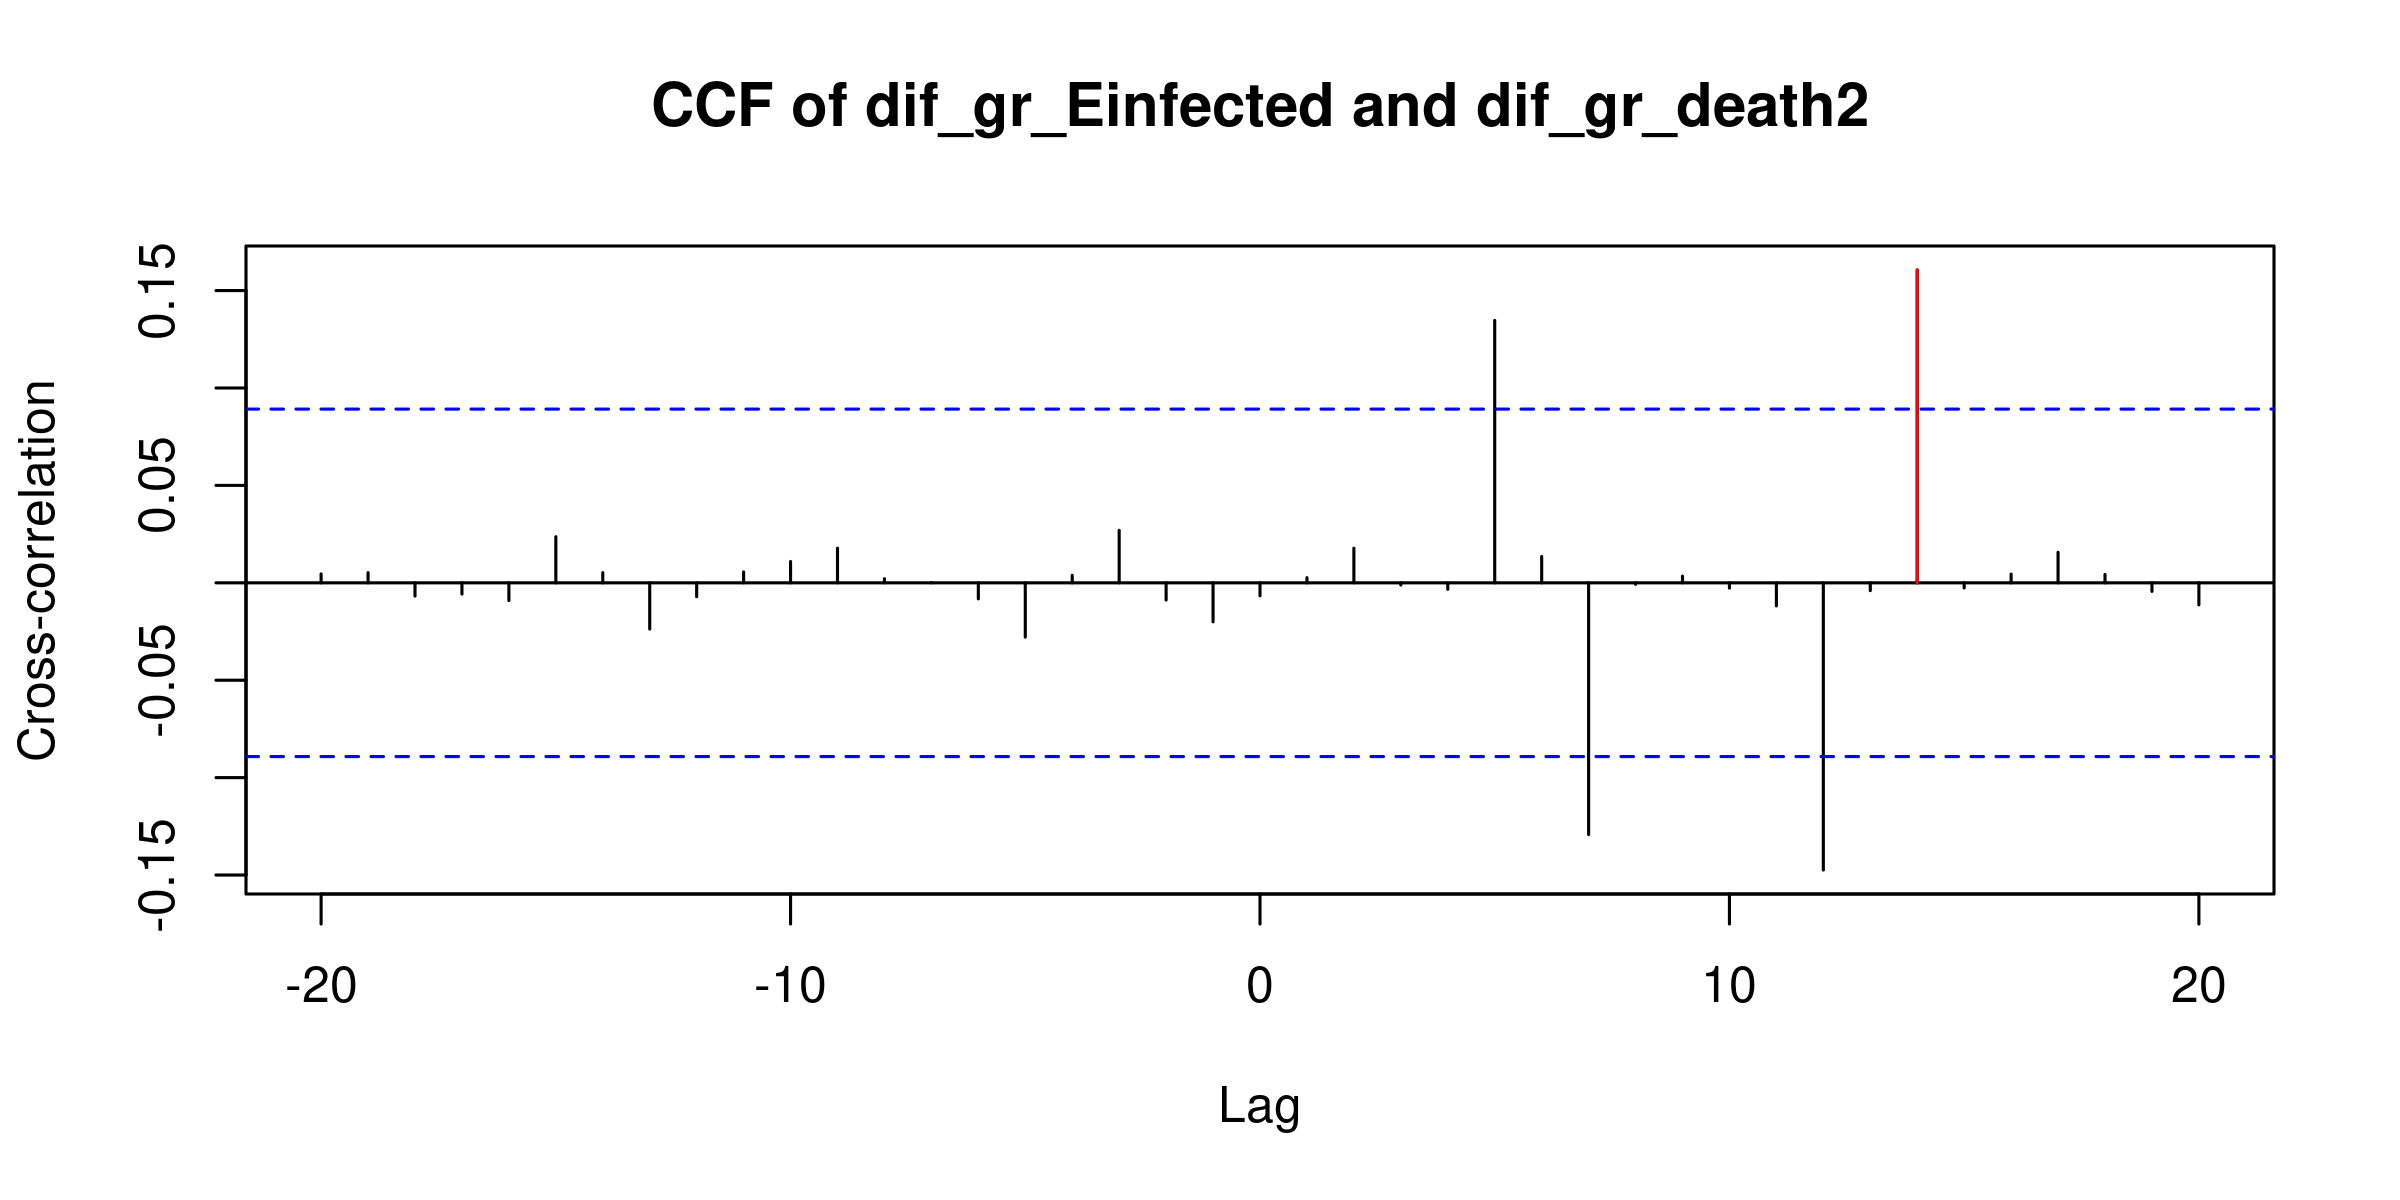 CCF of dif_gr_Einfected and dif_gr_death2
Cross-correlation
0.15
0.05
-0.05
-0.15
-20 -10 0 10 20
Lag